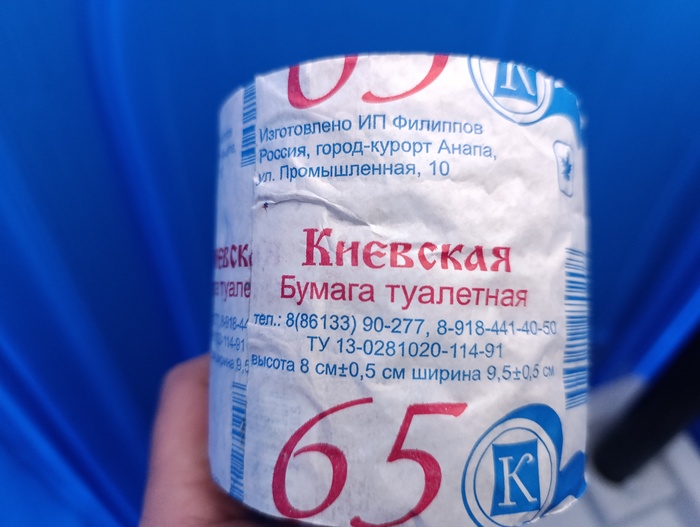 65
К
Изготовлено ИП Филиппов
Россия, город-курорт Анапа,
ул. Промышленная, 10
Киевская
Бумага туалетная
тел.: 8(86133) 90-277, 8-918-441-40-50
ТУ 13-0281020-114-91
высота 8 см±0,5 см ширина 9,5±0,5 см
65
К